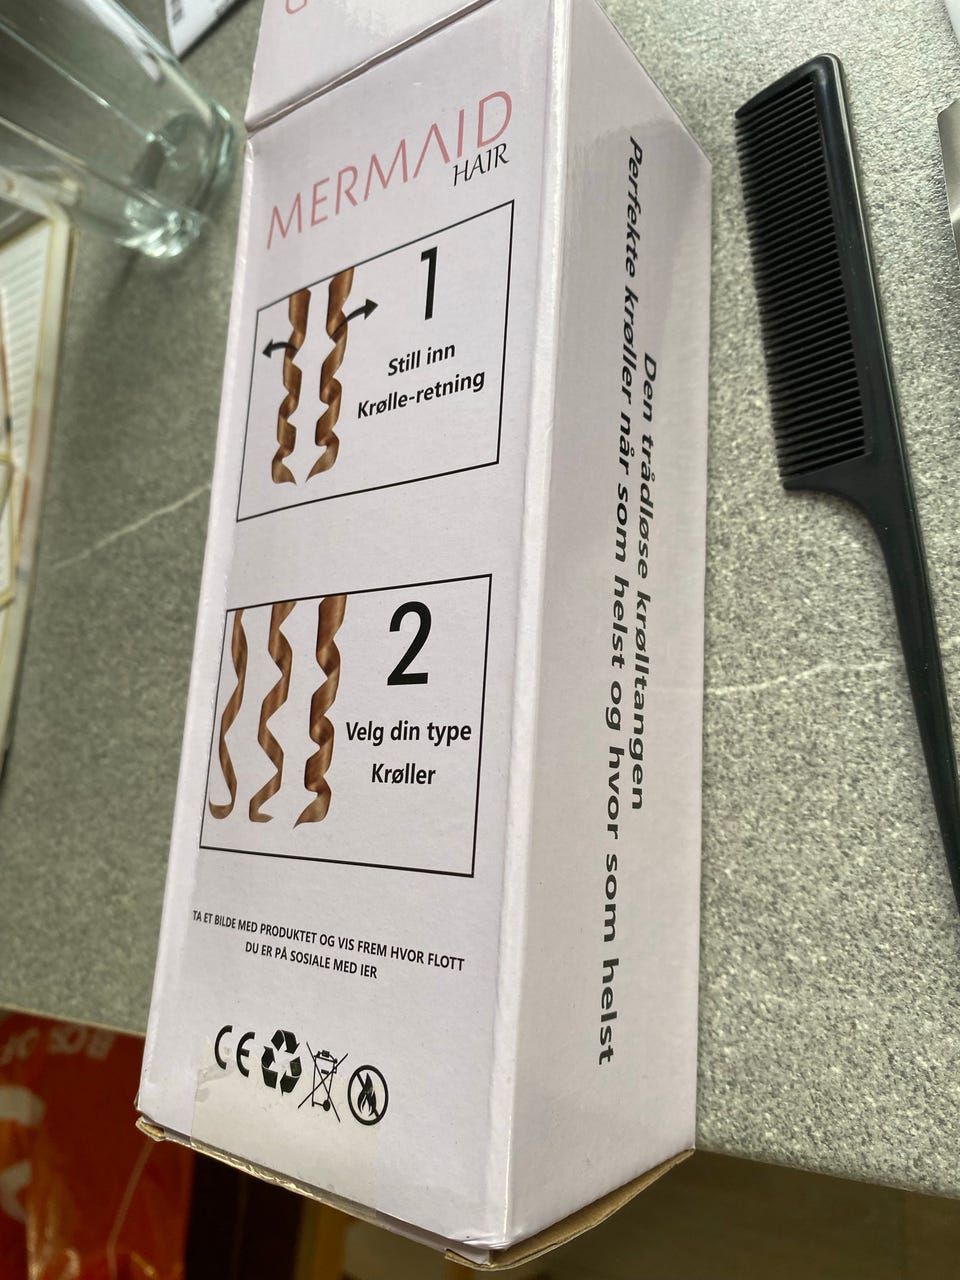 MERMAID
HAIR
1
Still inn
Krølle-retning
2
Velg din type
Krøller
TA ET BILDE MED PRODUKTET OG VIS FREM HVOR FLOTT
DU ER PÅ SOSIALE MED IER
CE
Den trådløse krølltangen
Perfekte krøller når som helst og hvor som helst